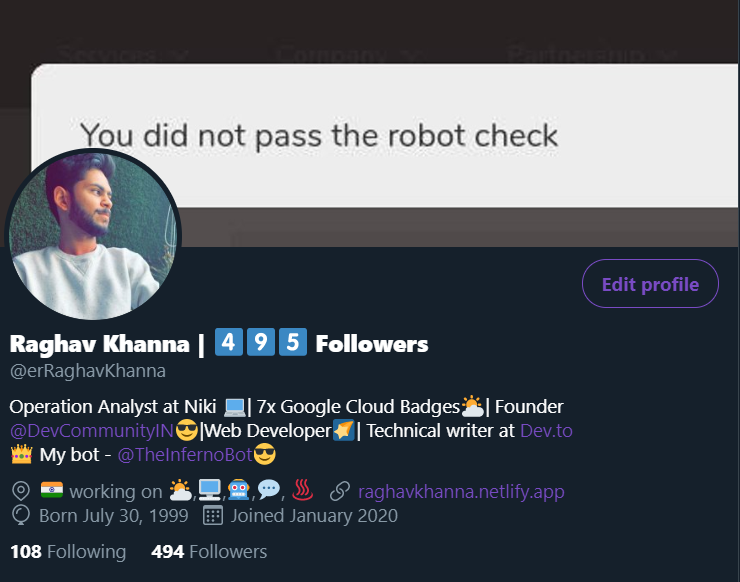 Services Company Partnership
You did not pass the robot check
Edit profile
Raghav Khanna | 4️⃣ 9️⃣ 5️⃣ Followers
@erRaghavKhanna
Operation Analyst at Niki 💻| 7x Google Cloud Badges⛅| Founder
@DevCommunityIN😎|Web Developer🌠| Technical writer at Dev.to
👑 My bot - @TheInfernoBot😎
🇮🇳 working on ⛅,💻,🤖,💬, ♨️ raghavkhanna.netlify.app
Born July 30, 1999 Joined January 2020
108 Following 494 Followers